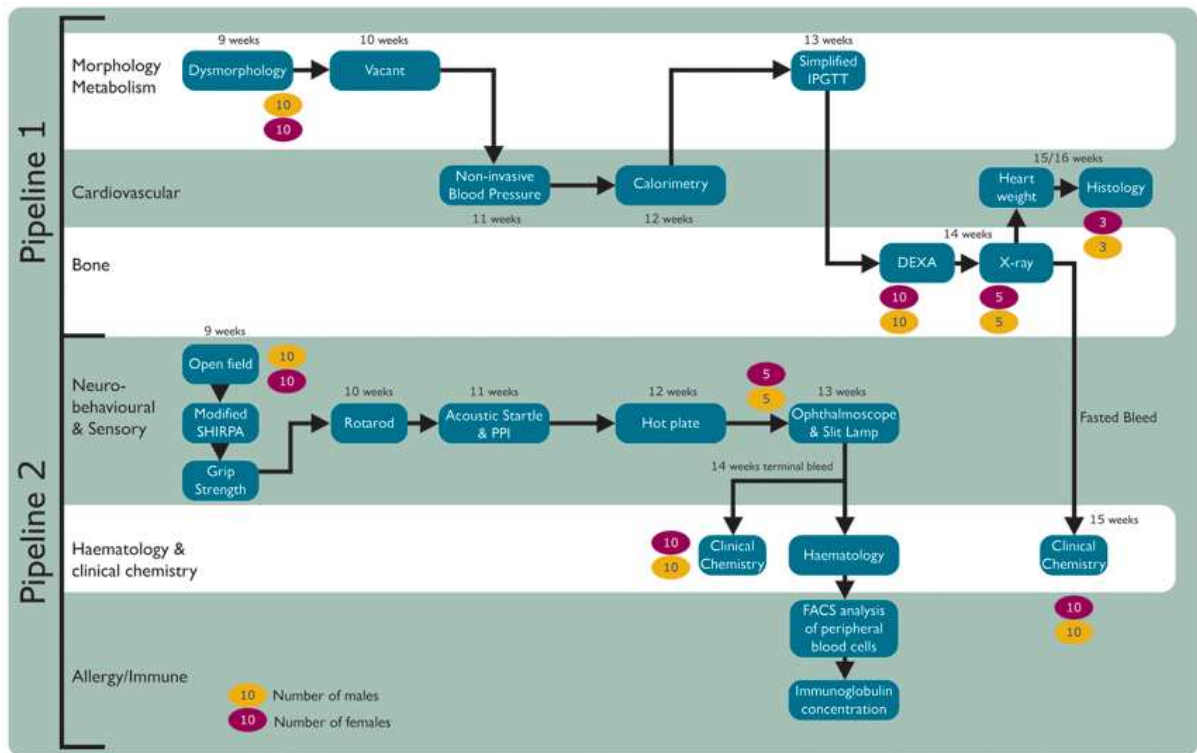 Pipeline 1
Morphology
Metabolism
9 weeks
Dysmorphology
10
10
10 weeks
Vacant
13 weeks
Simplified
IPGTT
Cardiovascular
Non-invasive
Blood Pressure
11 weeks
Calorimetry
12 weeks
15/16 weeks
Heart
weight
Histology
3
3
Bone
14 weeks
DEXA
10
10
X-ray
5
5
Pipeline 2
Neuro-
behavioural
& Sensory
9 weeks
Open field
10
10
Modified
SHIRPA
Grip
Strength
10 weeks
Rotarod
11 weeks
Acoustic Startle
& PPI
12 weeks
Hot plate
5
5
13 weeks
Ophthalmoscope
& Slit Lamp
14 weeks terminal bleed
Fasted Bleed
Haematology &
clinical chemistry
10
10
Clinical
Chemistry
Haematology
15 weeks
Clinical
Chemistry
10
10
Allergy/Immune
FACS analysis
of peripheral
blood cells
Immunoglobulin
concentration
10 Number of males
10 Number of females